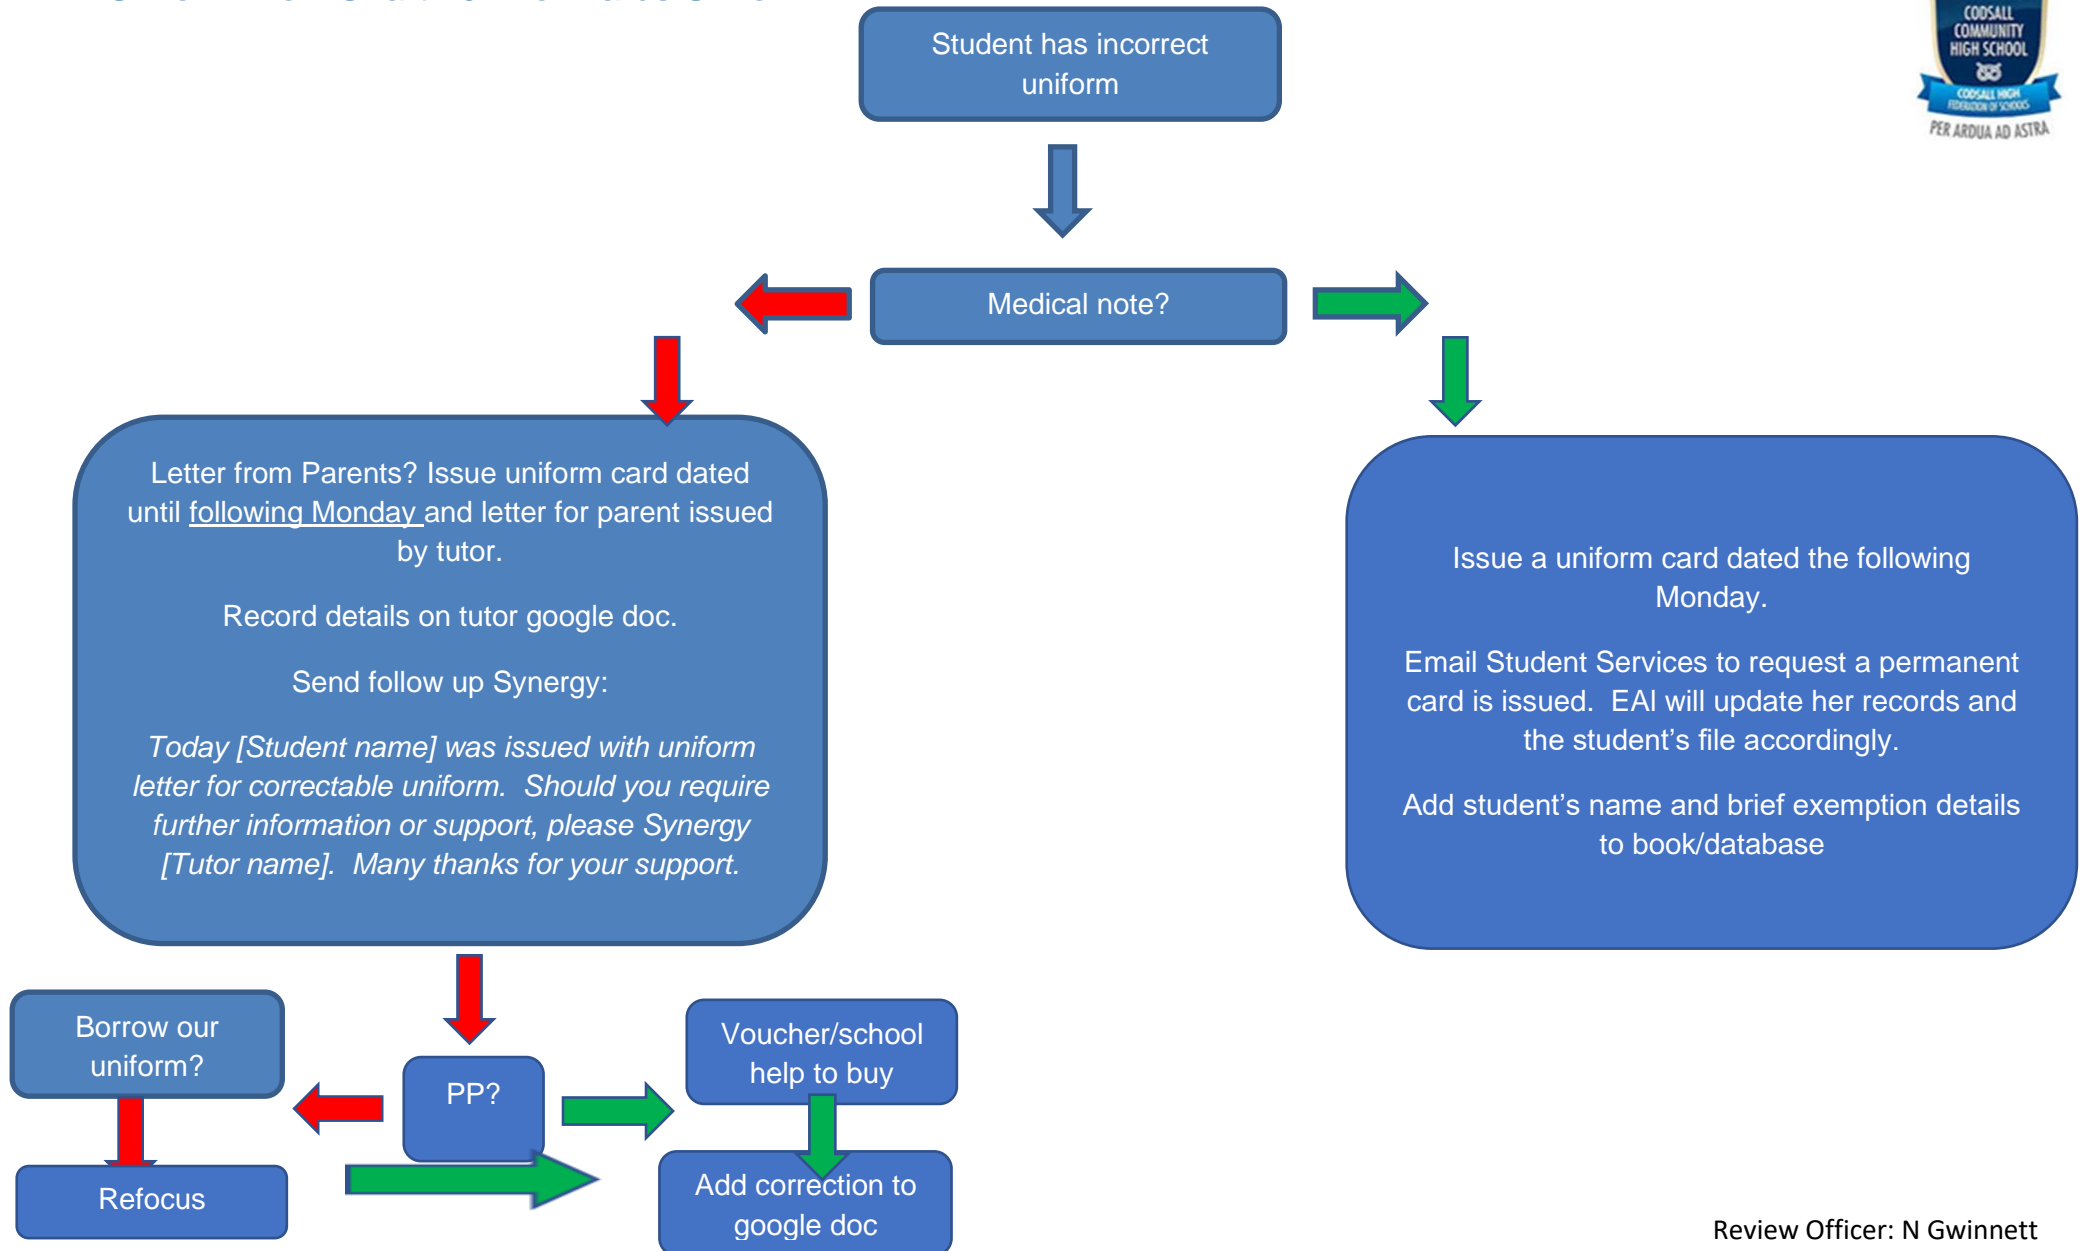 Student has incorrect
uniform
CODSALL
COMMUNITY
HIGH SCHOOL
CODSALL HIGH
FEDERATION OF SCHOOLS
PER ARDUA AD ASTRA
Medical note?
Letter from Parents? Issue uniform card dated
until following Monday and letter for parent issued
by tutor.
Record details on tutor google doc.
Send follow up Synergy:
Today [Student name] was issued with uniform
letter for correctable uniform.  Should you require
further information or support, please Synergy
[Tutor name].  Many thanks for your support.
Issue a uniform card dated the following
Monday.
Email Student Services to request a permanent
card is issued.  EAl will update her records and
the student’s file accordingly.
Add student’s name and brief exemption details
to book/database
Borrow our
uniform?
PP?
Voucher/school
help to buy
Refocus
Add correction to
google doc
Review Officer: N Gwinnett